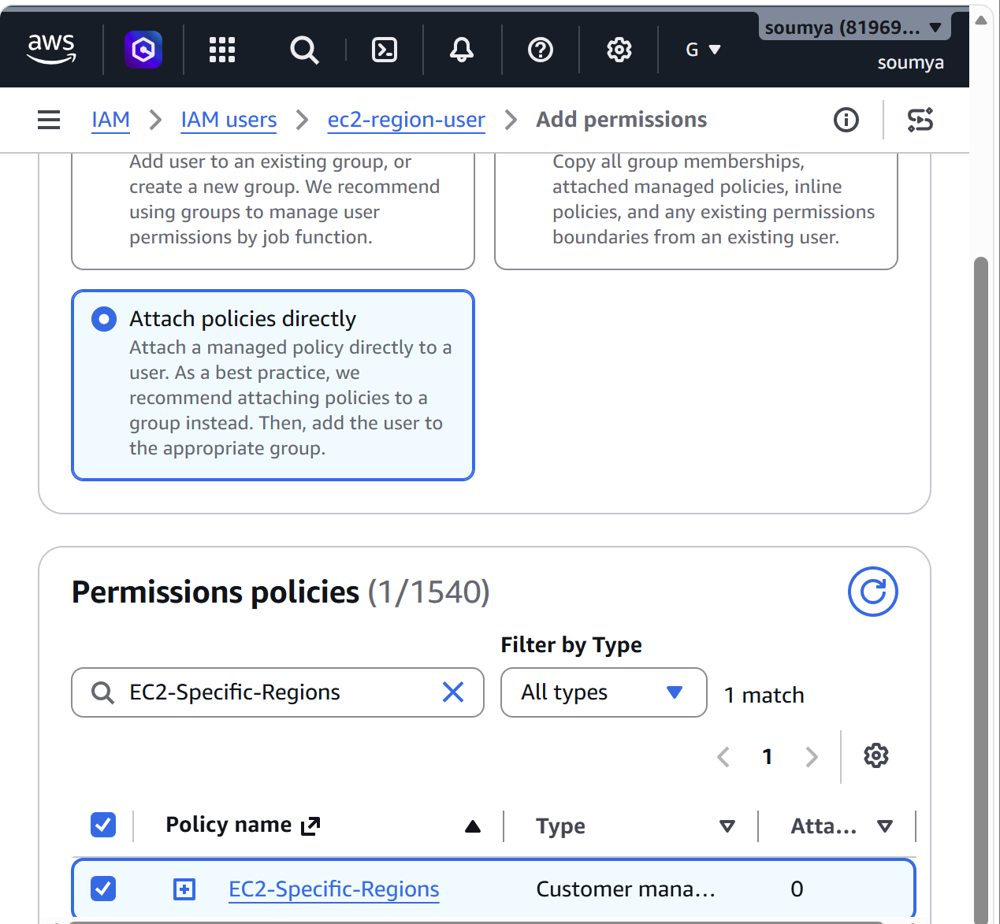 aws
G
soumya (81969...
soumya
IAM
IAM users
ec2-region-user
Add permissions
Add user to an existing group, or
create a new group. We recommend
using groups to manage user
permissions by job function.
Copy all group memberships,
attached managed policies, inline
policies, and any existing permissions
boundaries from an existing user.
Attach policies directly
Attach a managed policy directly to a
user. As a best practice, we
recommend attaching policies to a
group instead. Then, add the user to
the appropriate group.
Permissions policies (1/1540)
Filter by Type
EC2-Specific-Regions
All types
1 match
1
Policy name
Type
Atta...
EC2-Specific-Regions
Customer mana...
0